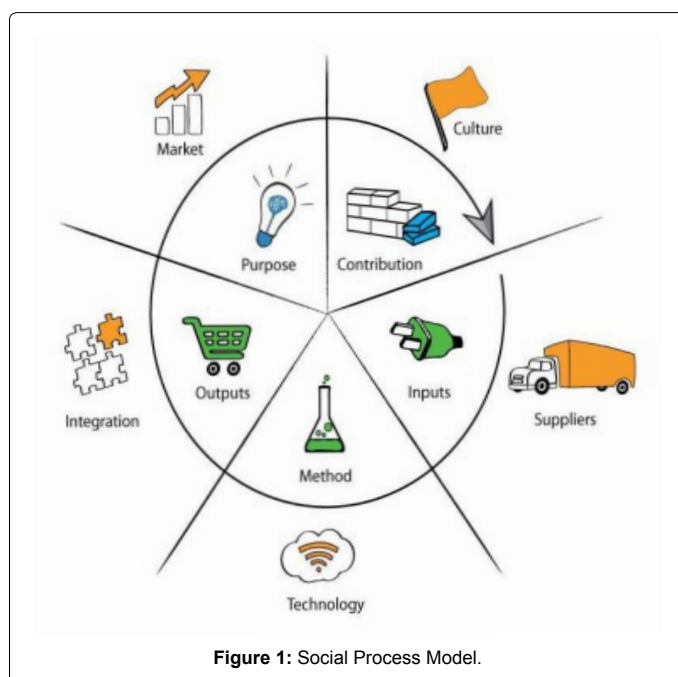 Market
Culture
Purpose
Contribution
Integration
Outputs
Inputs
Suppliers
Method
Technology
Figure 1: Social Process Model.